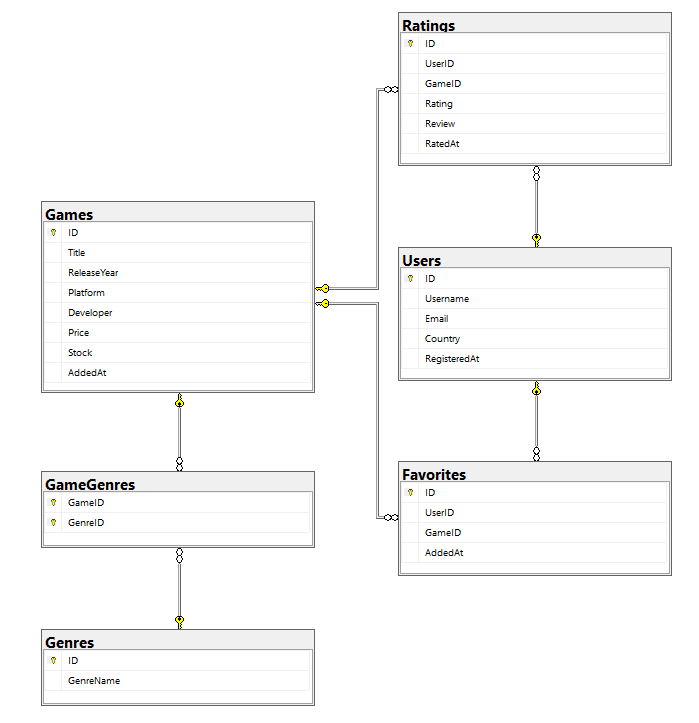 Ratings
ID
UserID
GameID
Rating
Review
RatedAt
Games
ID
Title
ReleaseYear
Platform
Developer
Price
Stock
AddedAt
Users
ID
Username
Email
Country
RegisteredAt
GameGenres
GameID
GenreID
Favorites
ID
UserID
GameID
AddedAt
Genres
ID
GenreName